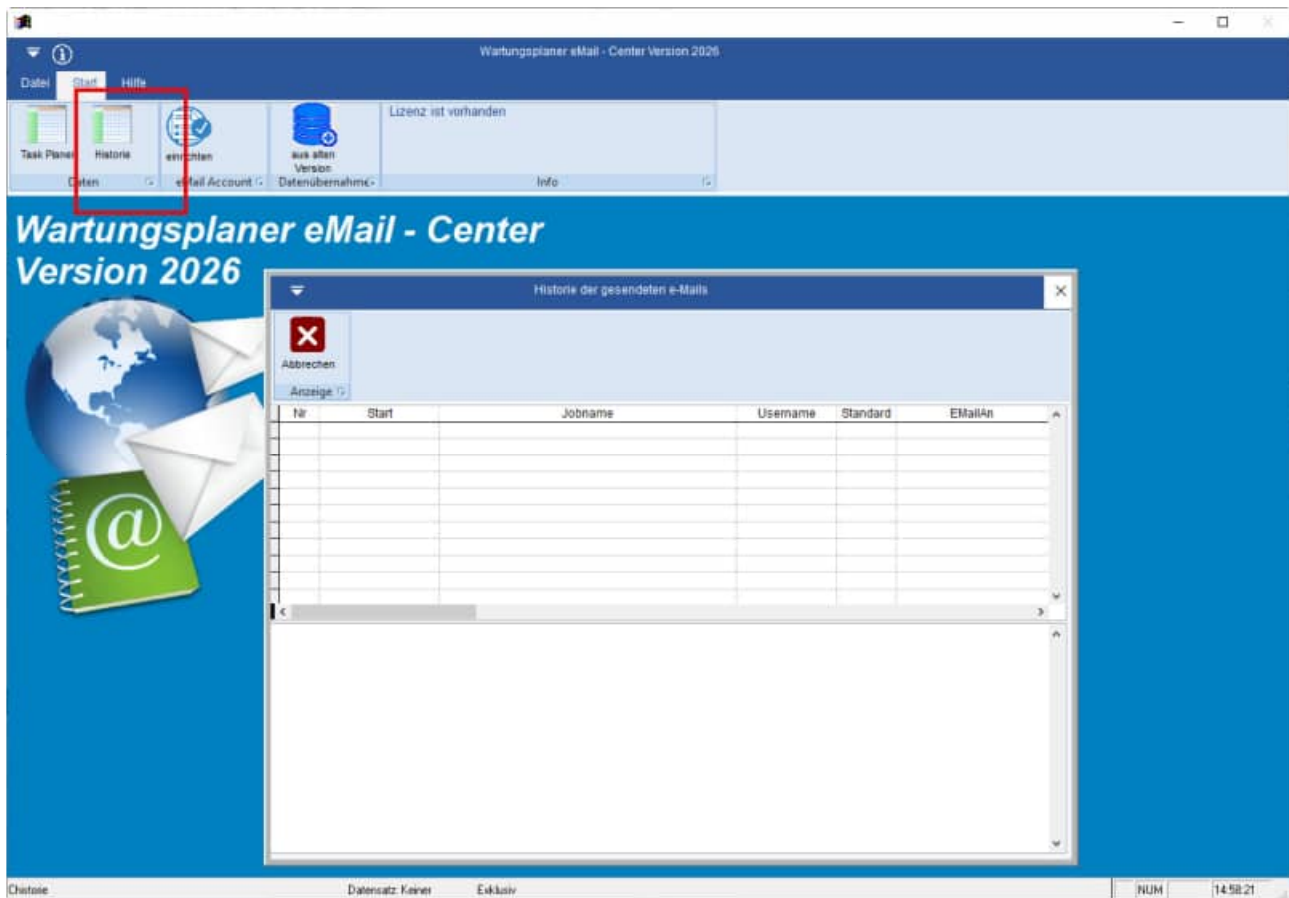 Wartungsplaner eMail - Center Version 2026
Datei Start Hilfe
Lizenz ist vorhanden
Task Planer Historie einrichten aus alten
Version
Daten eMail Account Datenübernahme Info
Wartungsplaner eMail - Center
Version 2026
Historie der gesendeten e-Mails
Abbrechen
Anzeige
Nr Start Jobname Username Standard EMailAn
@
Chistorie Datensatz: Keiner Exklusiv NUM 14:58:21